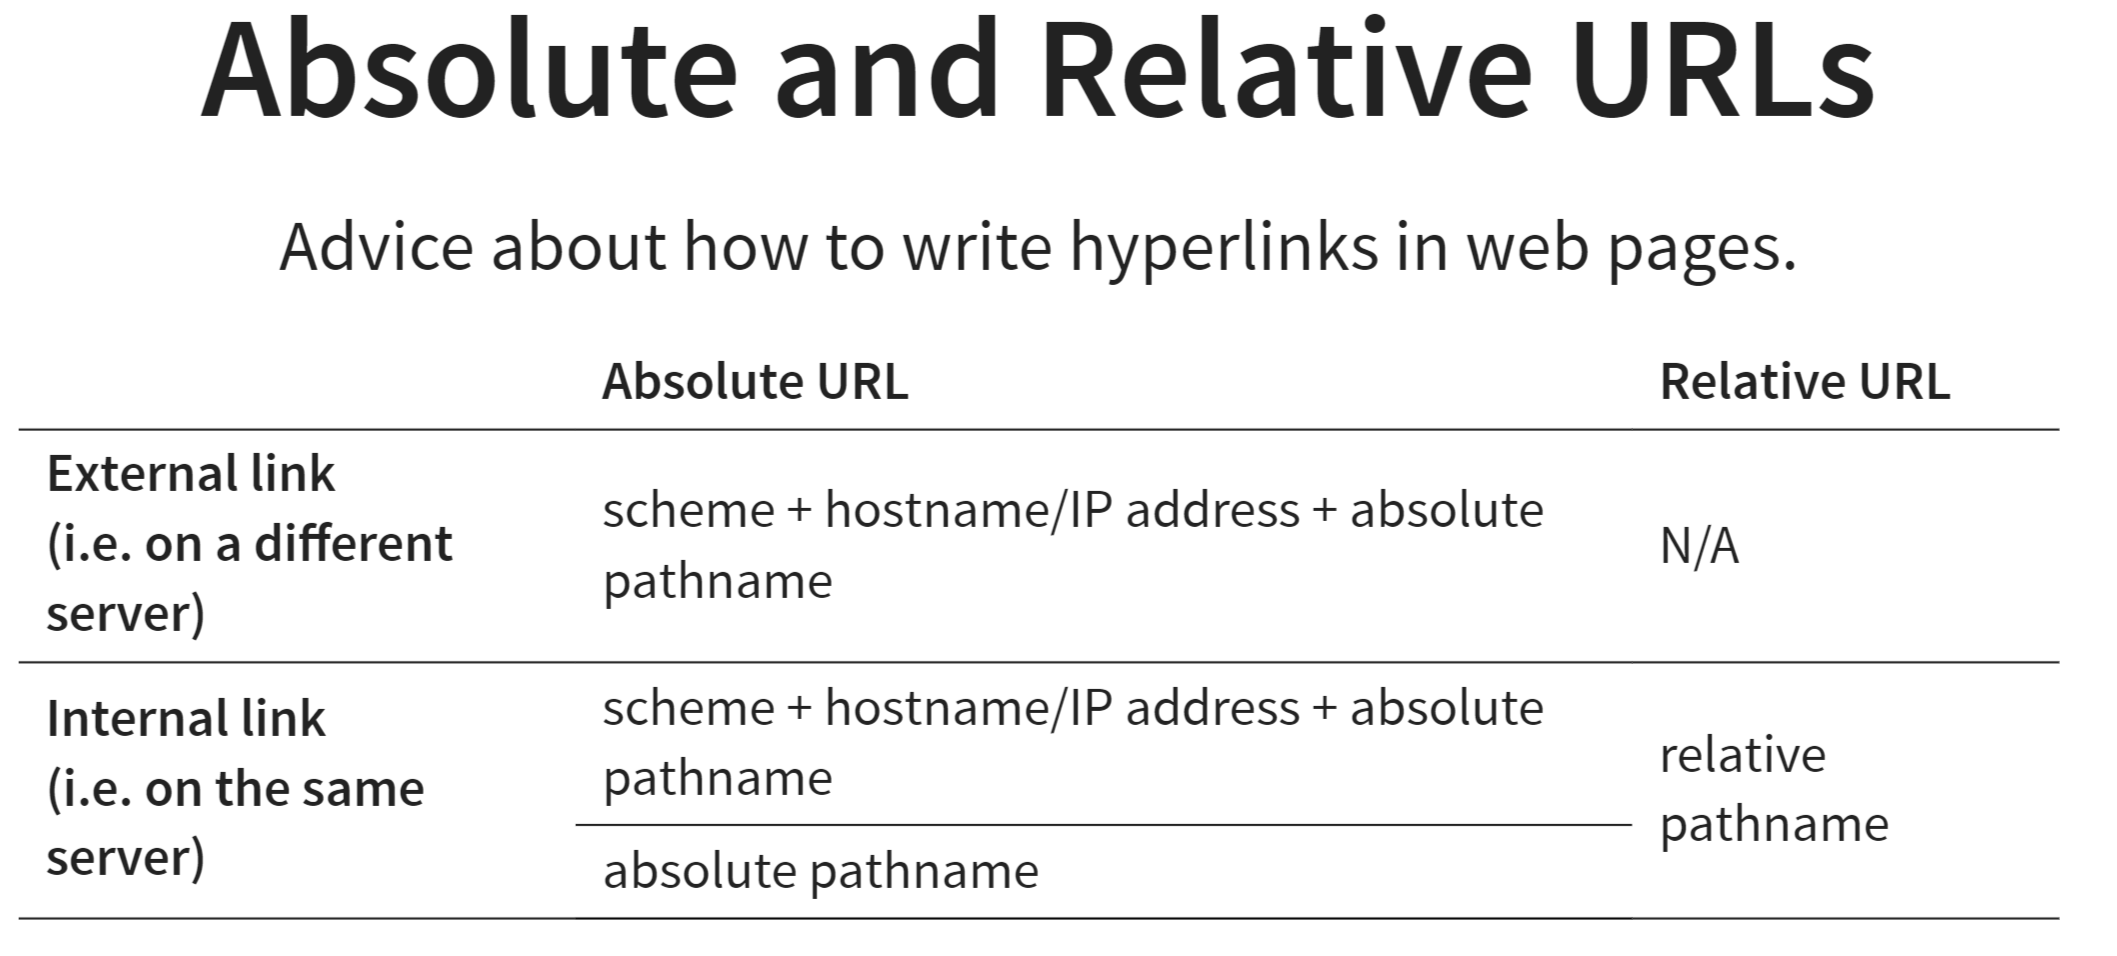 Absolute and Relative URLs
Advice about how to write hyperlinks in web pages.
Absolute URL
Relative URL
External link
(i.e. on a different
server)
scheme + hostname/IP address + absolute
pathname
N/A
Internal link
(i.e. on the same
server)
scheme + hostname/IP address + absolute
pathname
absolute pathname
relative
pathname